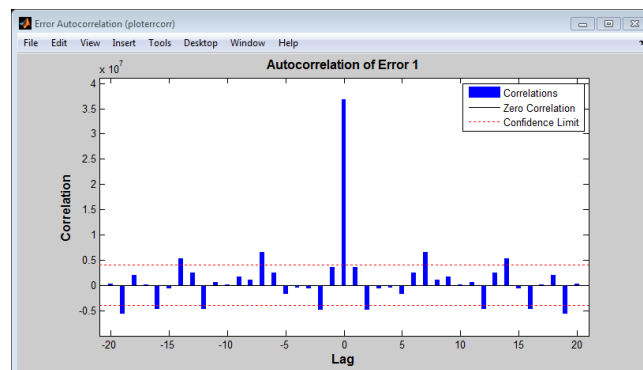 Error Autocorrelation (ploterrcorr)
File Edit View Insert Tools Desktop Window Help
Autocorrelation of Error 1
x 10^7
Correlations
Zero Correlation
Confidence Limit
4
3.5
3
2.5
2
1.5
1
0.5
0
-0.5
Correlation
-20 -15 -10 -5 0 5 10 15 20
Lag